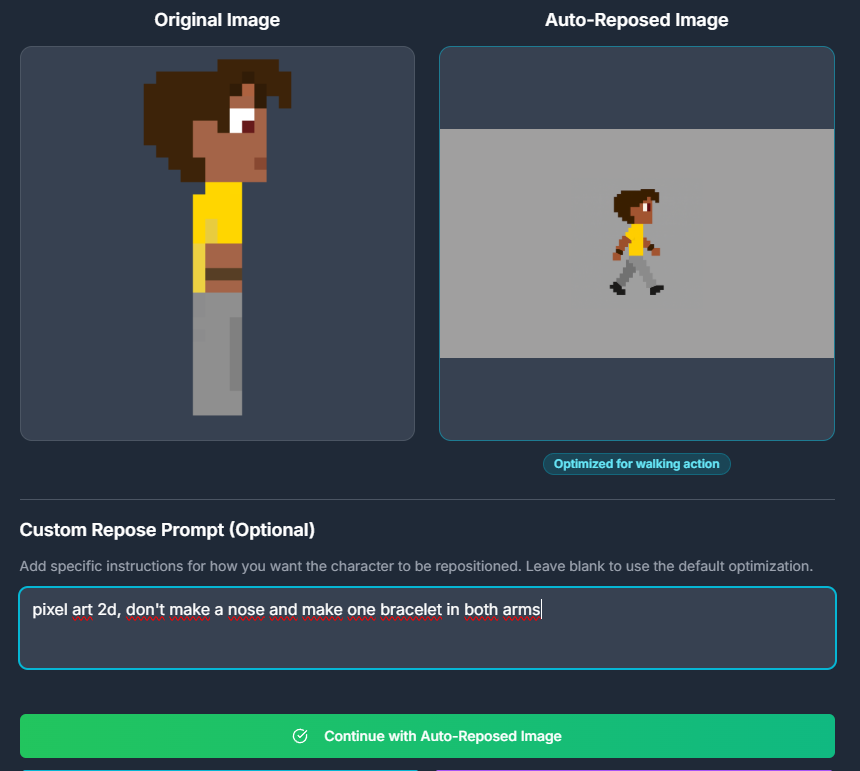 Original Image
Auto-Reposed Image
Optimized for walking action
Custom Repose Prompt (Optional)
Add specific instructions for how you want the character to be repositioned. Leave blank to use the default optimization.
pixel art 2d, don't make a nose and make one bracelet in both arms
Continue with Auto-Reposed Image